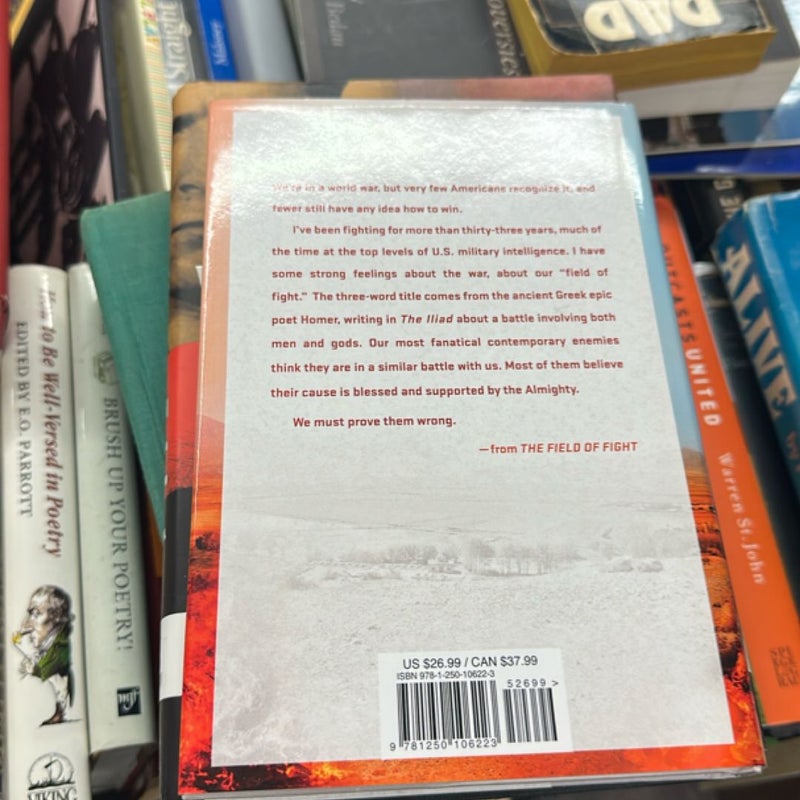 We're in a world war, but very few Americans recognize it, and
fewer still have any idea how to win.
I've been fighting for more than thirty-three years, much of
the time at the top levels of U.S. military intelligence. I have
some strong feelings about the war, about our "field of
fight." The three-word title comes from the ancient Greek epic
poet Homer, writing in The Iliad about a battle involving both
men and gods. Our most fanatical contemporary enemies
think they are in a similar battle with us. Most of them believe
their cause is blessed and supported by the Almighty.
We must prove them wrong.
—from THE FIELD OF FIGHT
US $26.99 / CAN $37.99
ISBN 978-1-250-10622-3
52699 >
9 781250 106223
How to Be Well-Versed in Poetry
EDITED BY E.O. PARROTT
VIKING
BRUSH UP YOUR POETRY!
Straight
DAD
OUTCASTS UNITED
Warren St. John
ALIVE